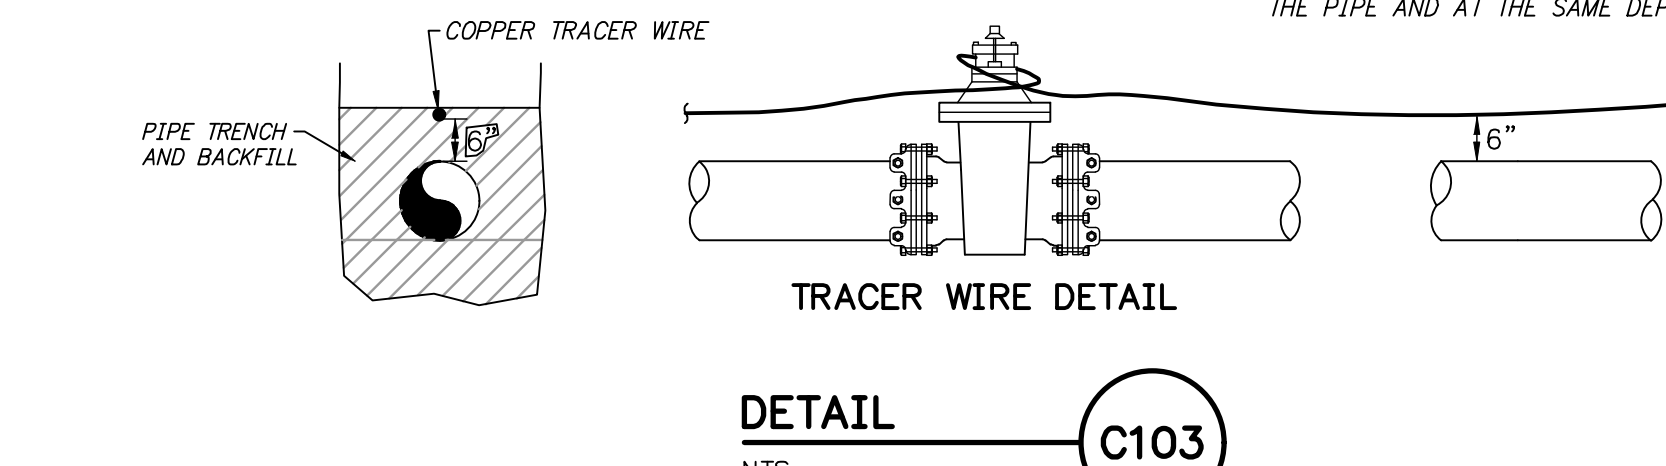 THE PIPE AND AT THE SAME
COPPER TRACER WIRE
PIPE TRENCH
AND BACKFILL
6"
6"
TRACER WIRE DETAIL
DETAIL
C103
NTS